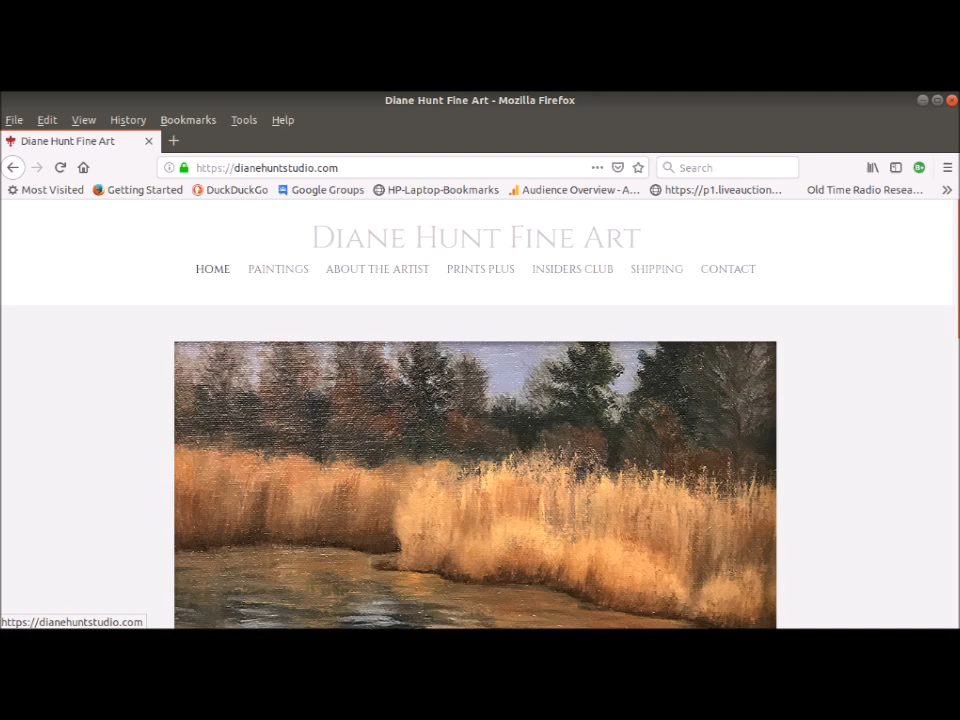 Diane Hunt Fine Art - Mozilla Firefox
File Edit View History Bookmarks Tools Help
Diane Hunt Fine Art
https://dianehuntstudio.com Search
Most Visited Getting Started DuckDuckGo Google Groups HP-Laptop-Bookmarks Audience Overview - A... https://p1.liveauction... Old Time Radio Resea...
DIANE HUNT FINE ART
HOME PAINTINGS ABOUT THE ARTIST PRINTS PLUS INSIDERS CLUB SHIPPING CONTACT
https://dianehuntstudio.com